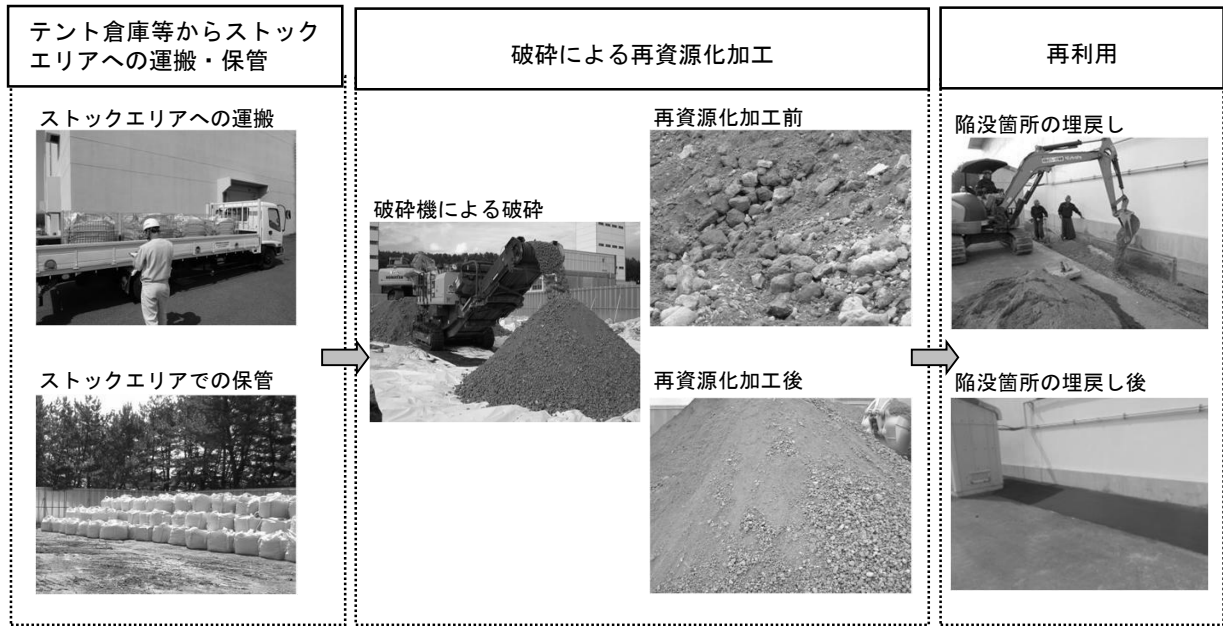 テント倉庫等からストック
エリアへの運搬・保管
ストックエリアへの運搬
ストックエリアでの保管
破砕による再資源化加工
破砕機による破砕
再資源化加工前
再資源化加工後
再利用
陥没箇所の埋戻し
陥没箇所の埋戻し後